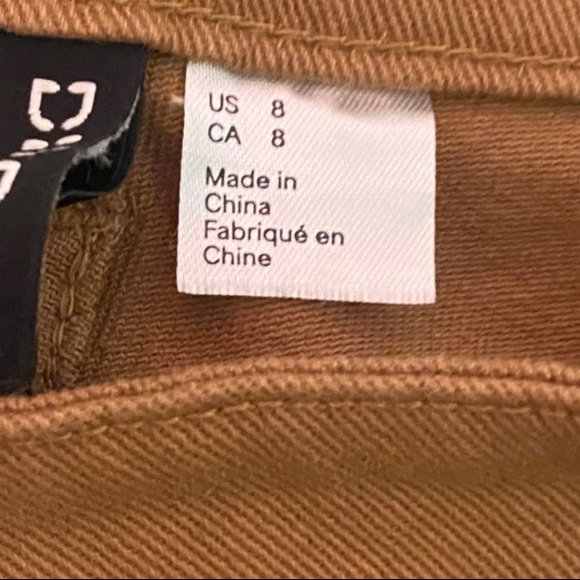 US 8
CA 8
Made in
China
Fabriqué en
Chine